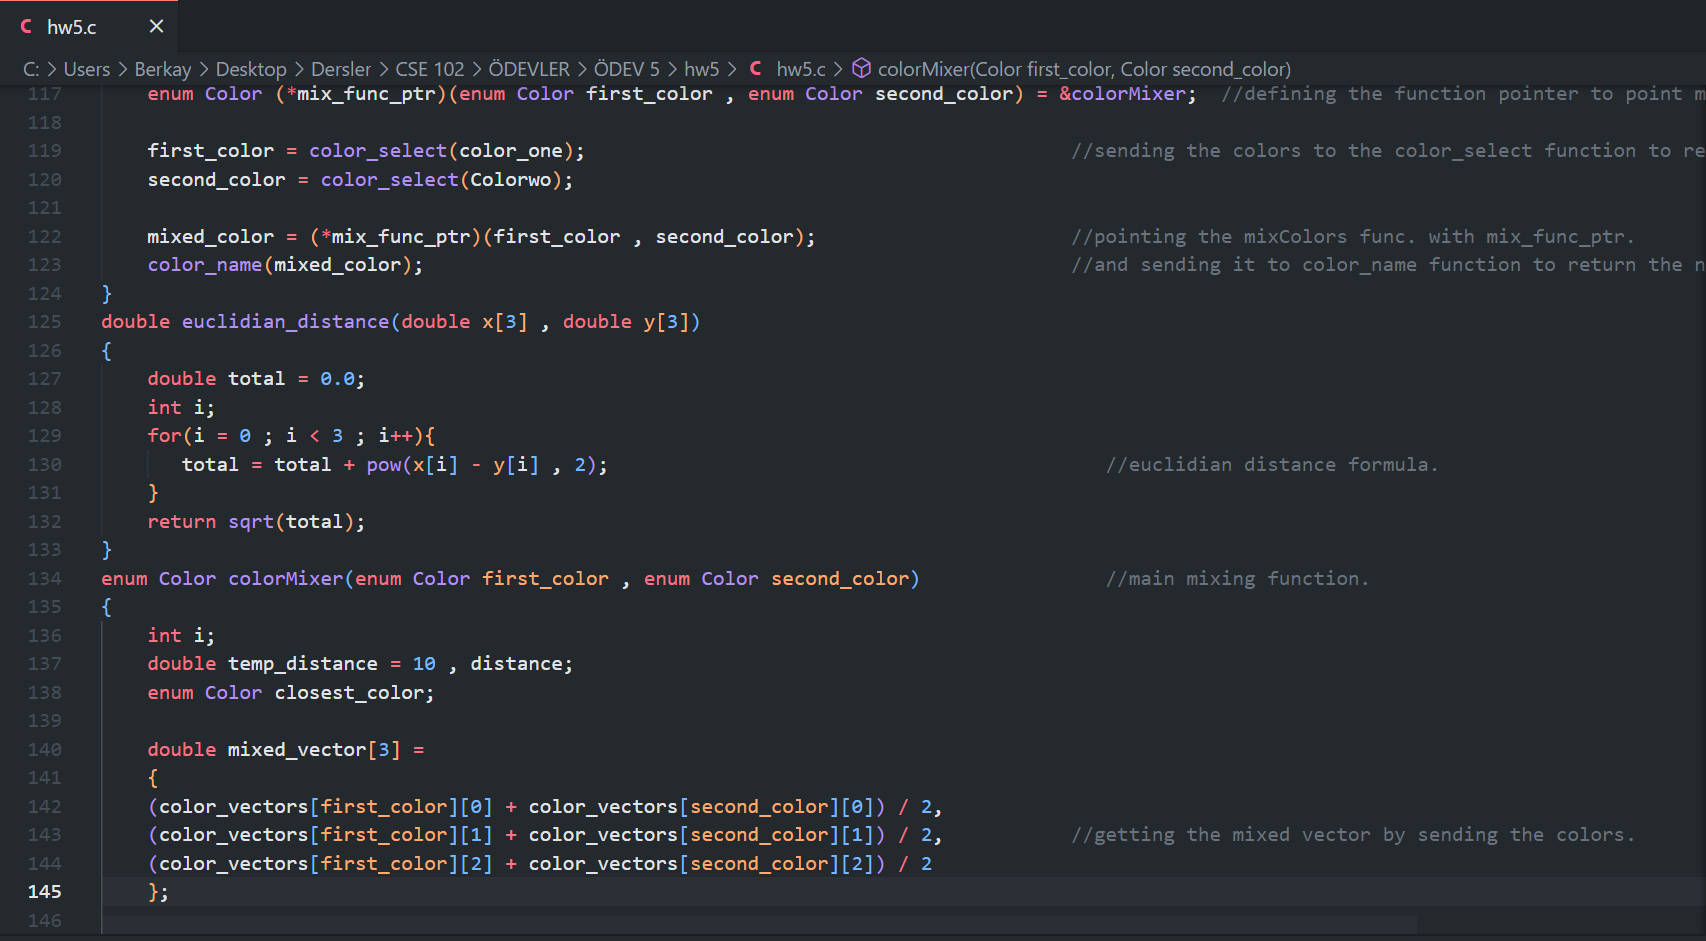 C hw5.c ×
C: > Users > Berkay > Desktop > Dersler > CSE 102 > ÖDEVLER > ÖDEV 5 > hw5 > C hw5.c > colorMixer(Color first_color, Color second_color)
117 enum Color (*mix_func_ptr)(enum Color first_color , enum Color second_color) = &colorMixer; //defining the function pointer to point m
118
119 first_color = color_select(color_one); //sending the colors to the color_select function to re
120 second_color = color_select(Colorwo);
121
122 mixed_color = (*mix_func_ptr)(first_color , second_color); //pointing the mixColors func. with mix_func_ptr.
123 color_name(mixed_color); //and sending it to color_name function to return the n
124 }
125 double euclidian_distance(double x[3] , double y[3])
126 {
127 double total = 0.0;
128 int i;
129 for(i = 0 ; i < 3 ; i++){
130 total = total + pow(x[i] - y[i] , 2); //euclidian distance formula.
131 }
132 return sqrt(total);
133 }
134 enum Color colorMixer(enum Color first_color , enum Color second_color) //main mixing function.
135 {
136 int i;
137 double temp_distance = 10 , distance;
138 enum Color closest_color;
139
140 double mixed_vector[3] =
141 {
142 (color_vectors[first_color][0] + color_vectors[second_color][0]) / 2,
143 (color_vectors[first_color][1] + color_vectors[second_color][1]) / 2, //getting the mixed vector by sending the colors.
144 (color_vectors[first_color][2] + color_vectors[second_color][2]) / 2
145 };
146